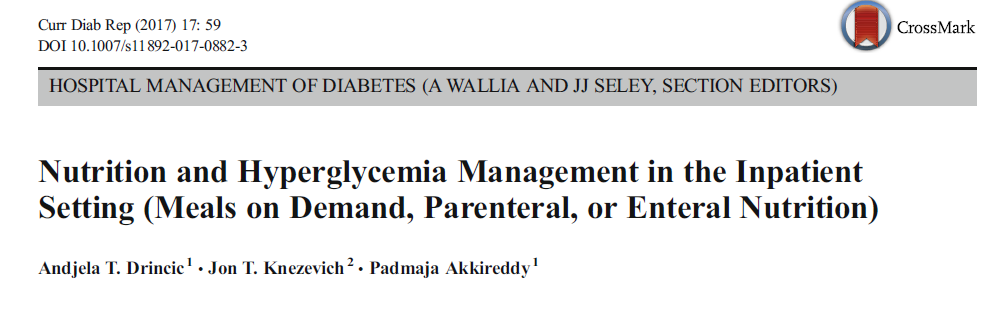 Curr Diab Rep (2017) 17: 59
DOI 10.1007/s11892-017-0882-3
CrossMark
HOSPITAL MANAGEMENT OF DIABETES (A WALLIA AND JJ SELEY, SECTION EDITORS)
Nutrition and Hyperglycemia Management in the Inpatient
Setting (Meals on Demand, Parenteral, or Enteral Nutrition)
Andjela T. Drincic¹ · Jon T. Knezevich² · Padmaja Akkireddy¹